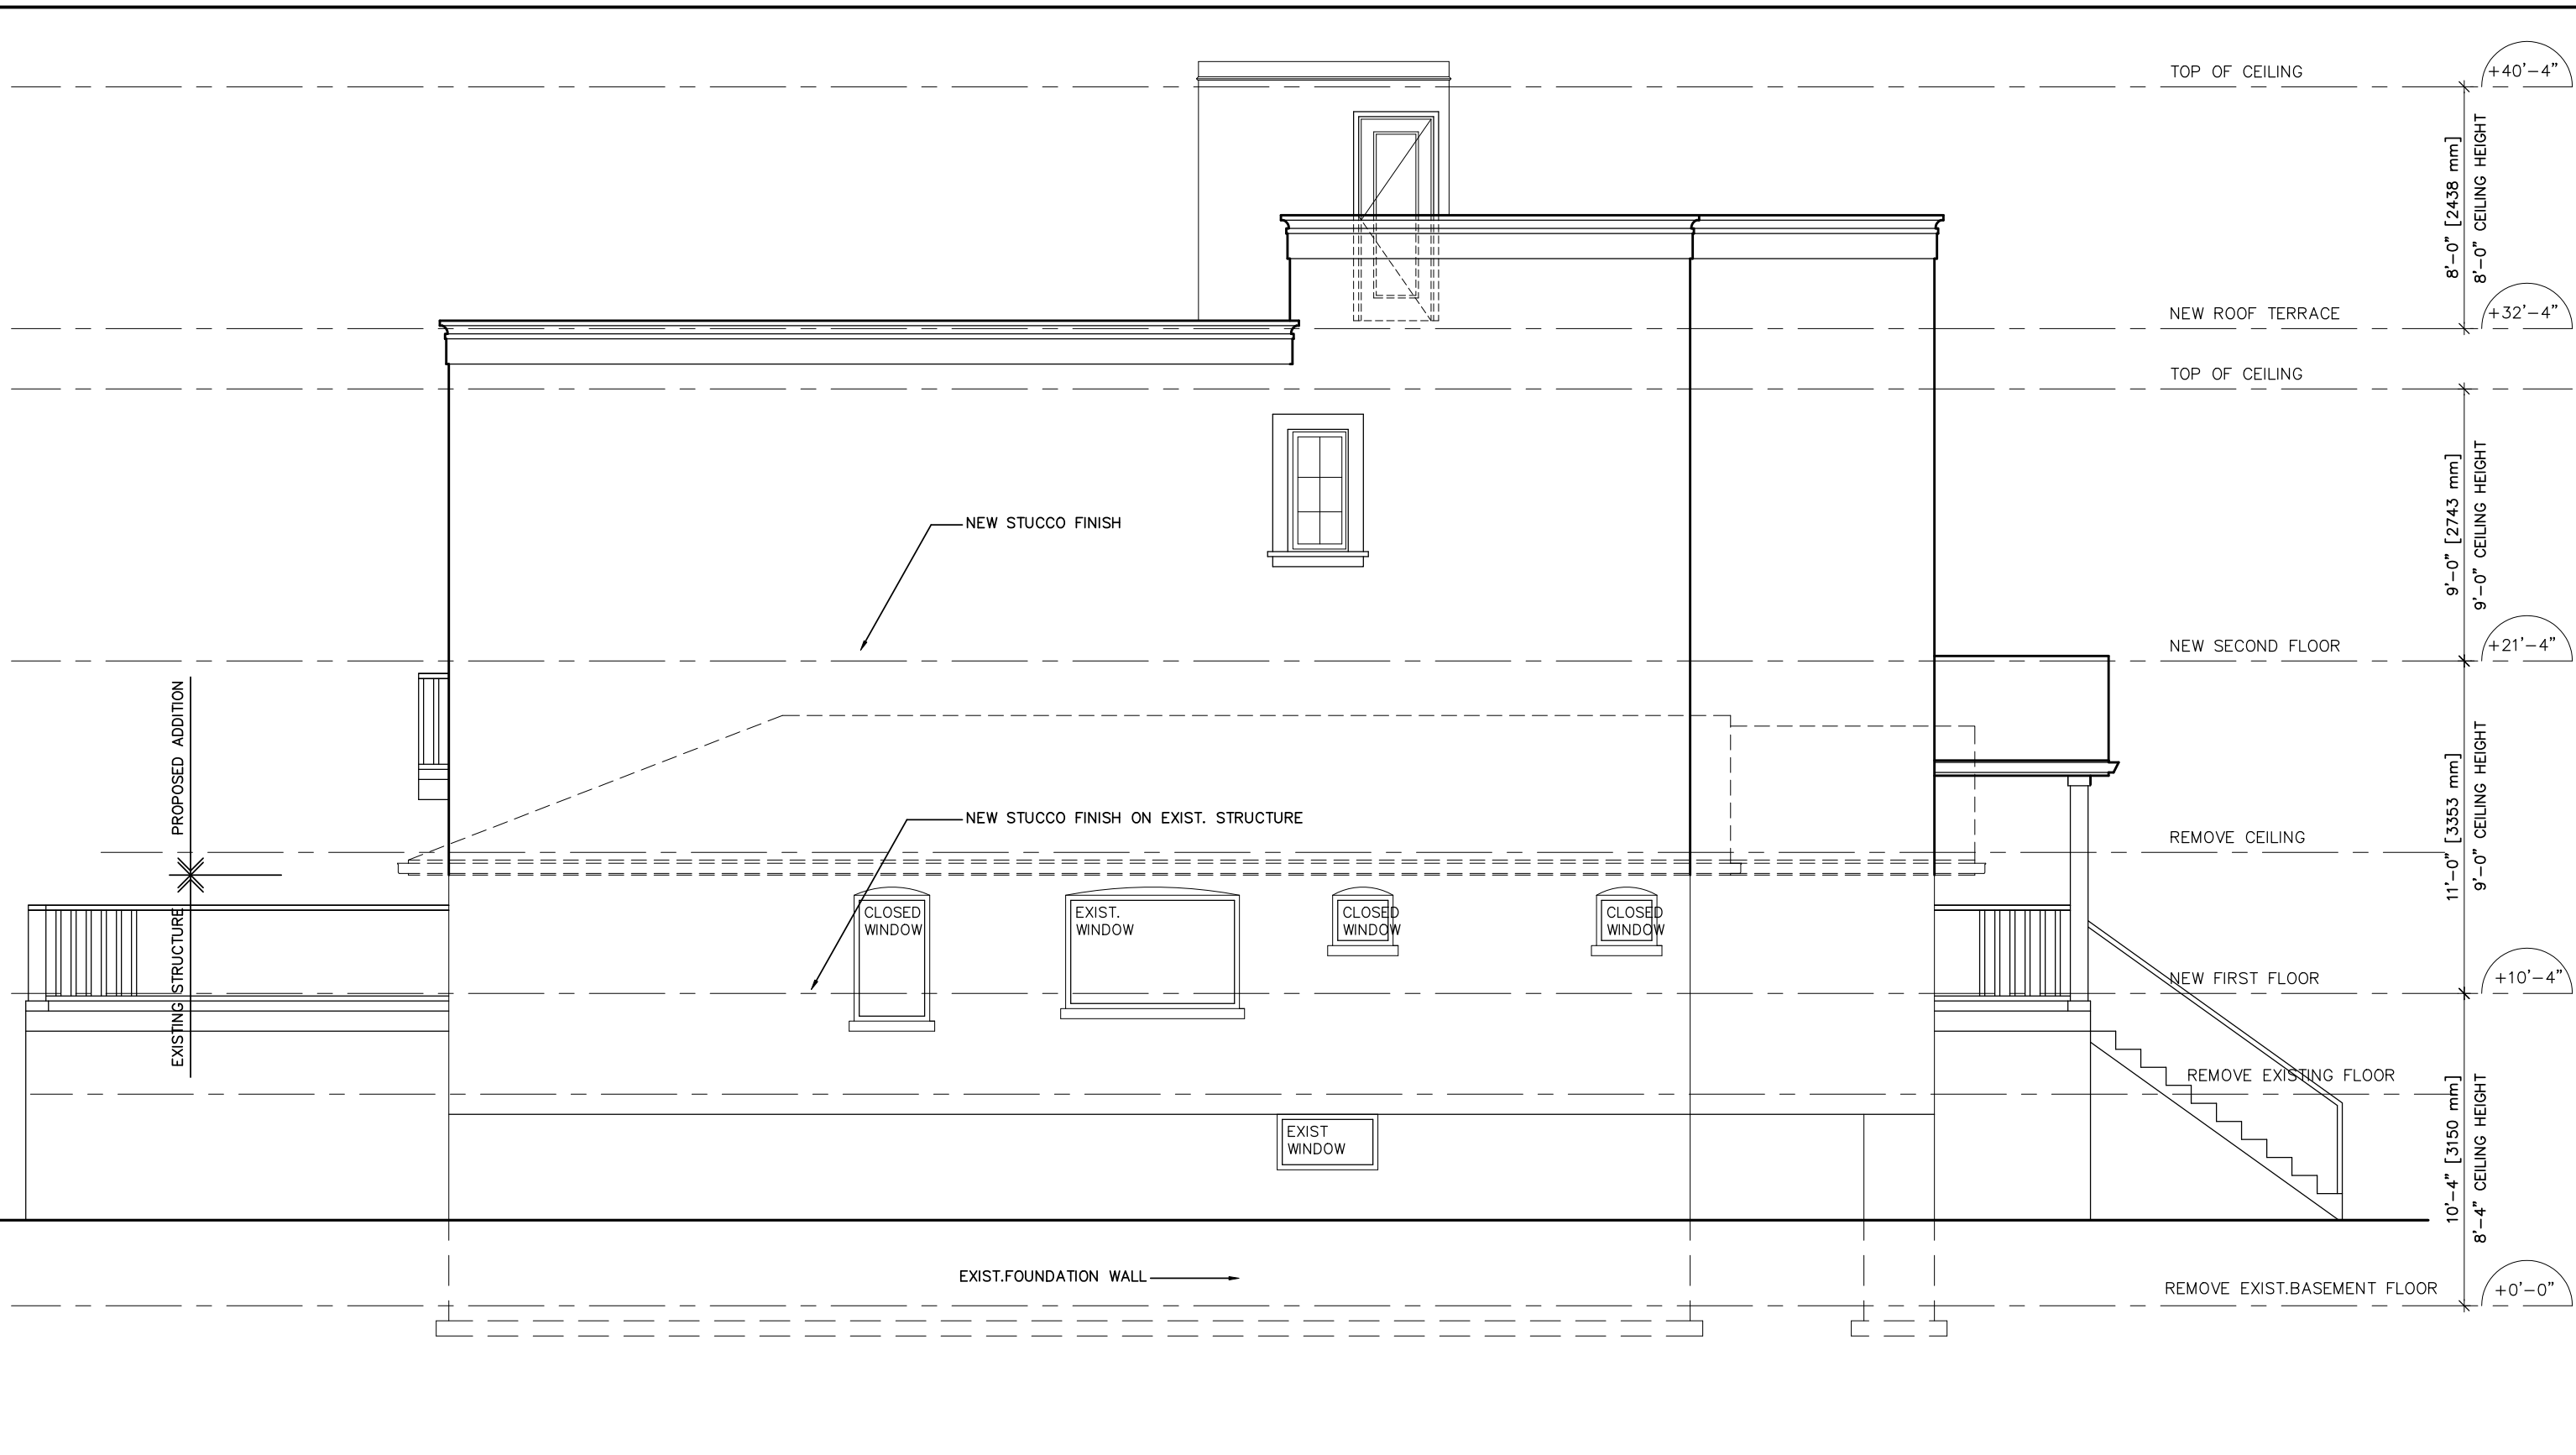 TOP OF CEILING
+40'-4"
8'-0" [2438 mm]
8'-0" CEILING HEIGHT
NEW ROOF TERRACE
+32'-4"
TOP OF CEILING
9'-0" [2743 mm]
9'-0" CEILING HEIGHT
NEW STUCCO FINISH
NEW SECOND FLOOR
+21'-4"
PROPOSED ADDITION
EXISTING STRUCTURE
NEW STUCCO FINISH ON EXIST. STRUCTURE
REMOVE CEILING
11'-0" [3353 mm]
9'-0" CEILING HEIGHT
CLOSED
WINDOW
EXIST.
WINDOW
CLOSED
WINDOW
CLOSED
WINDOW
NEW FIRST FLOOR
+10'-4"
REMOVE EXISTING FLOOR
10'-4" [3150 mm]
8'-4" CEILING HEIGHT
EXIST
WINDOW
EXIST.FOUNDATION WALL
REMOVE EXIST.BASEMENT FLOOR
+0'-0"